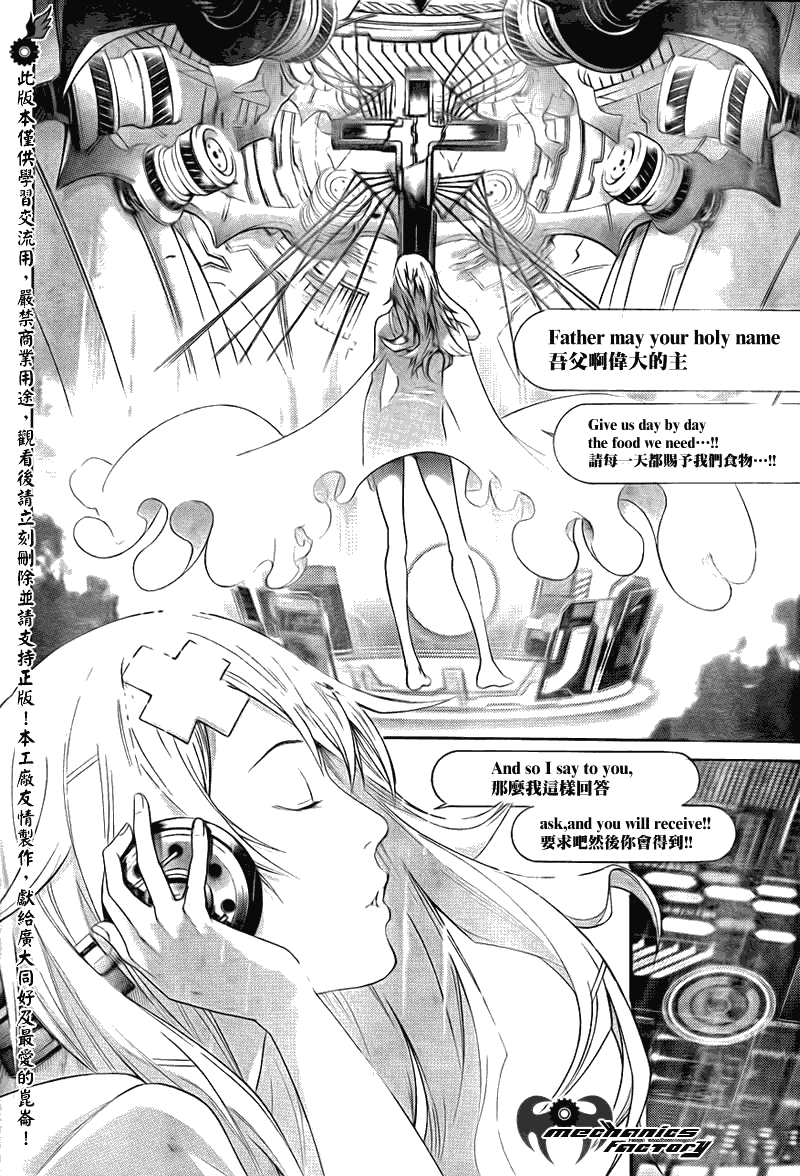 此版本僅供學習交流用，嚴禁商業用途，觀看後請立刻刪除並請支持正版！本工廠友情製作，獻給廣大同好及最愛的崑崙！
Father may your holy name
吾父啊偉大的主
Give us day by day
the food we need…!!
請每一天都賜予我們食物…!!
And so I say to you,
那麼我這樣回答
ask,and you will receive!!
要求吧然後你會得到!!
mechanics
factory